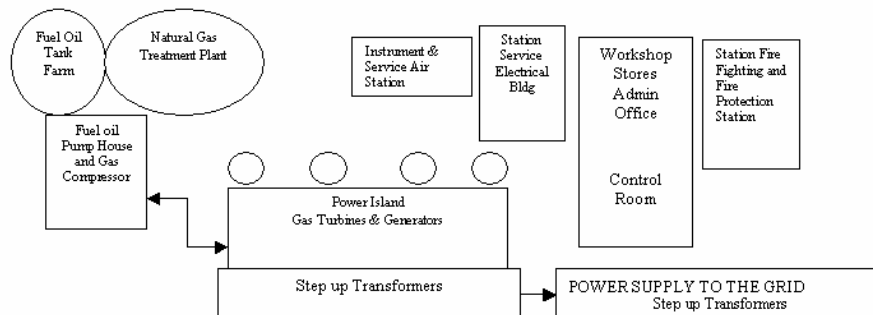 Fuel Oil
Tank
Farm
Natural Gas
Treatment Plant
Instrument &
Service Air
Station
Station
Service
Electrical
Bldg
Workshop
Stores
Admin
Office
Control
Room
Station Fire
Fighting and
Fire
Protection
Station
Fuel oil
Pump House
and Gas
Compressor
Power Island
Gas Turbines & Generators
Step up Transformers
POWER SUPPLY TO THE GRID
Step up Transformers